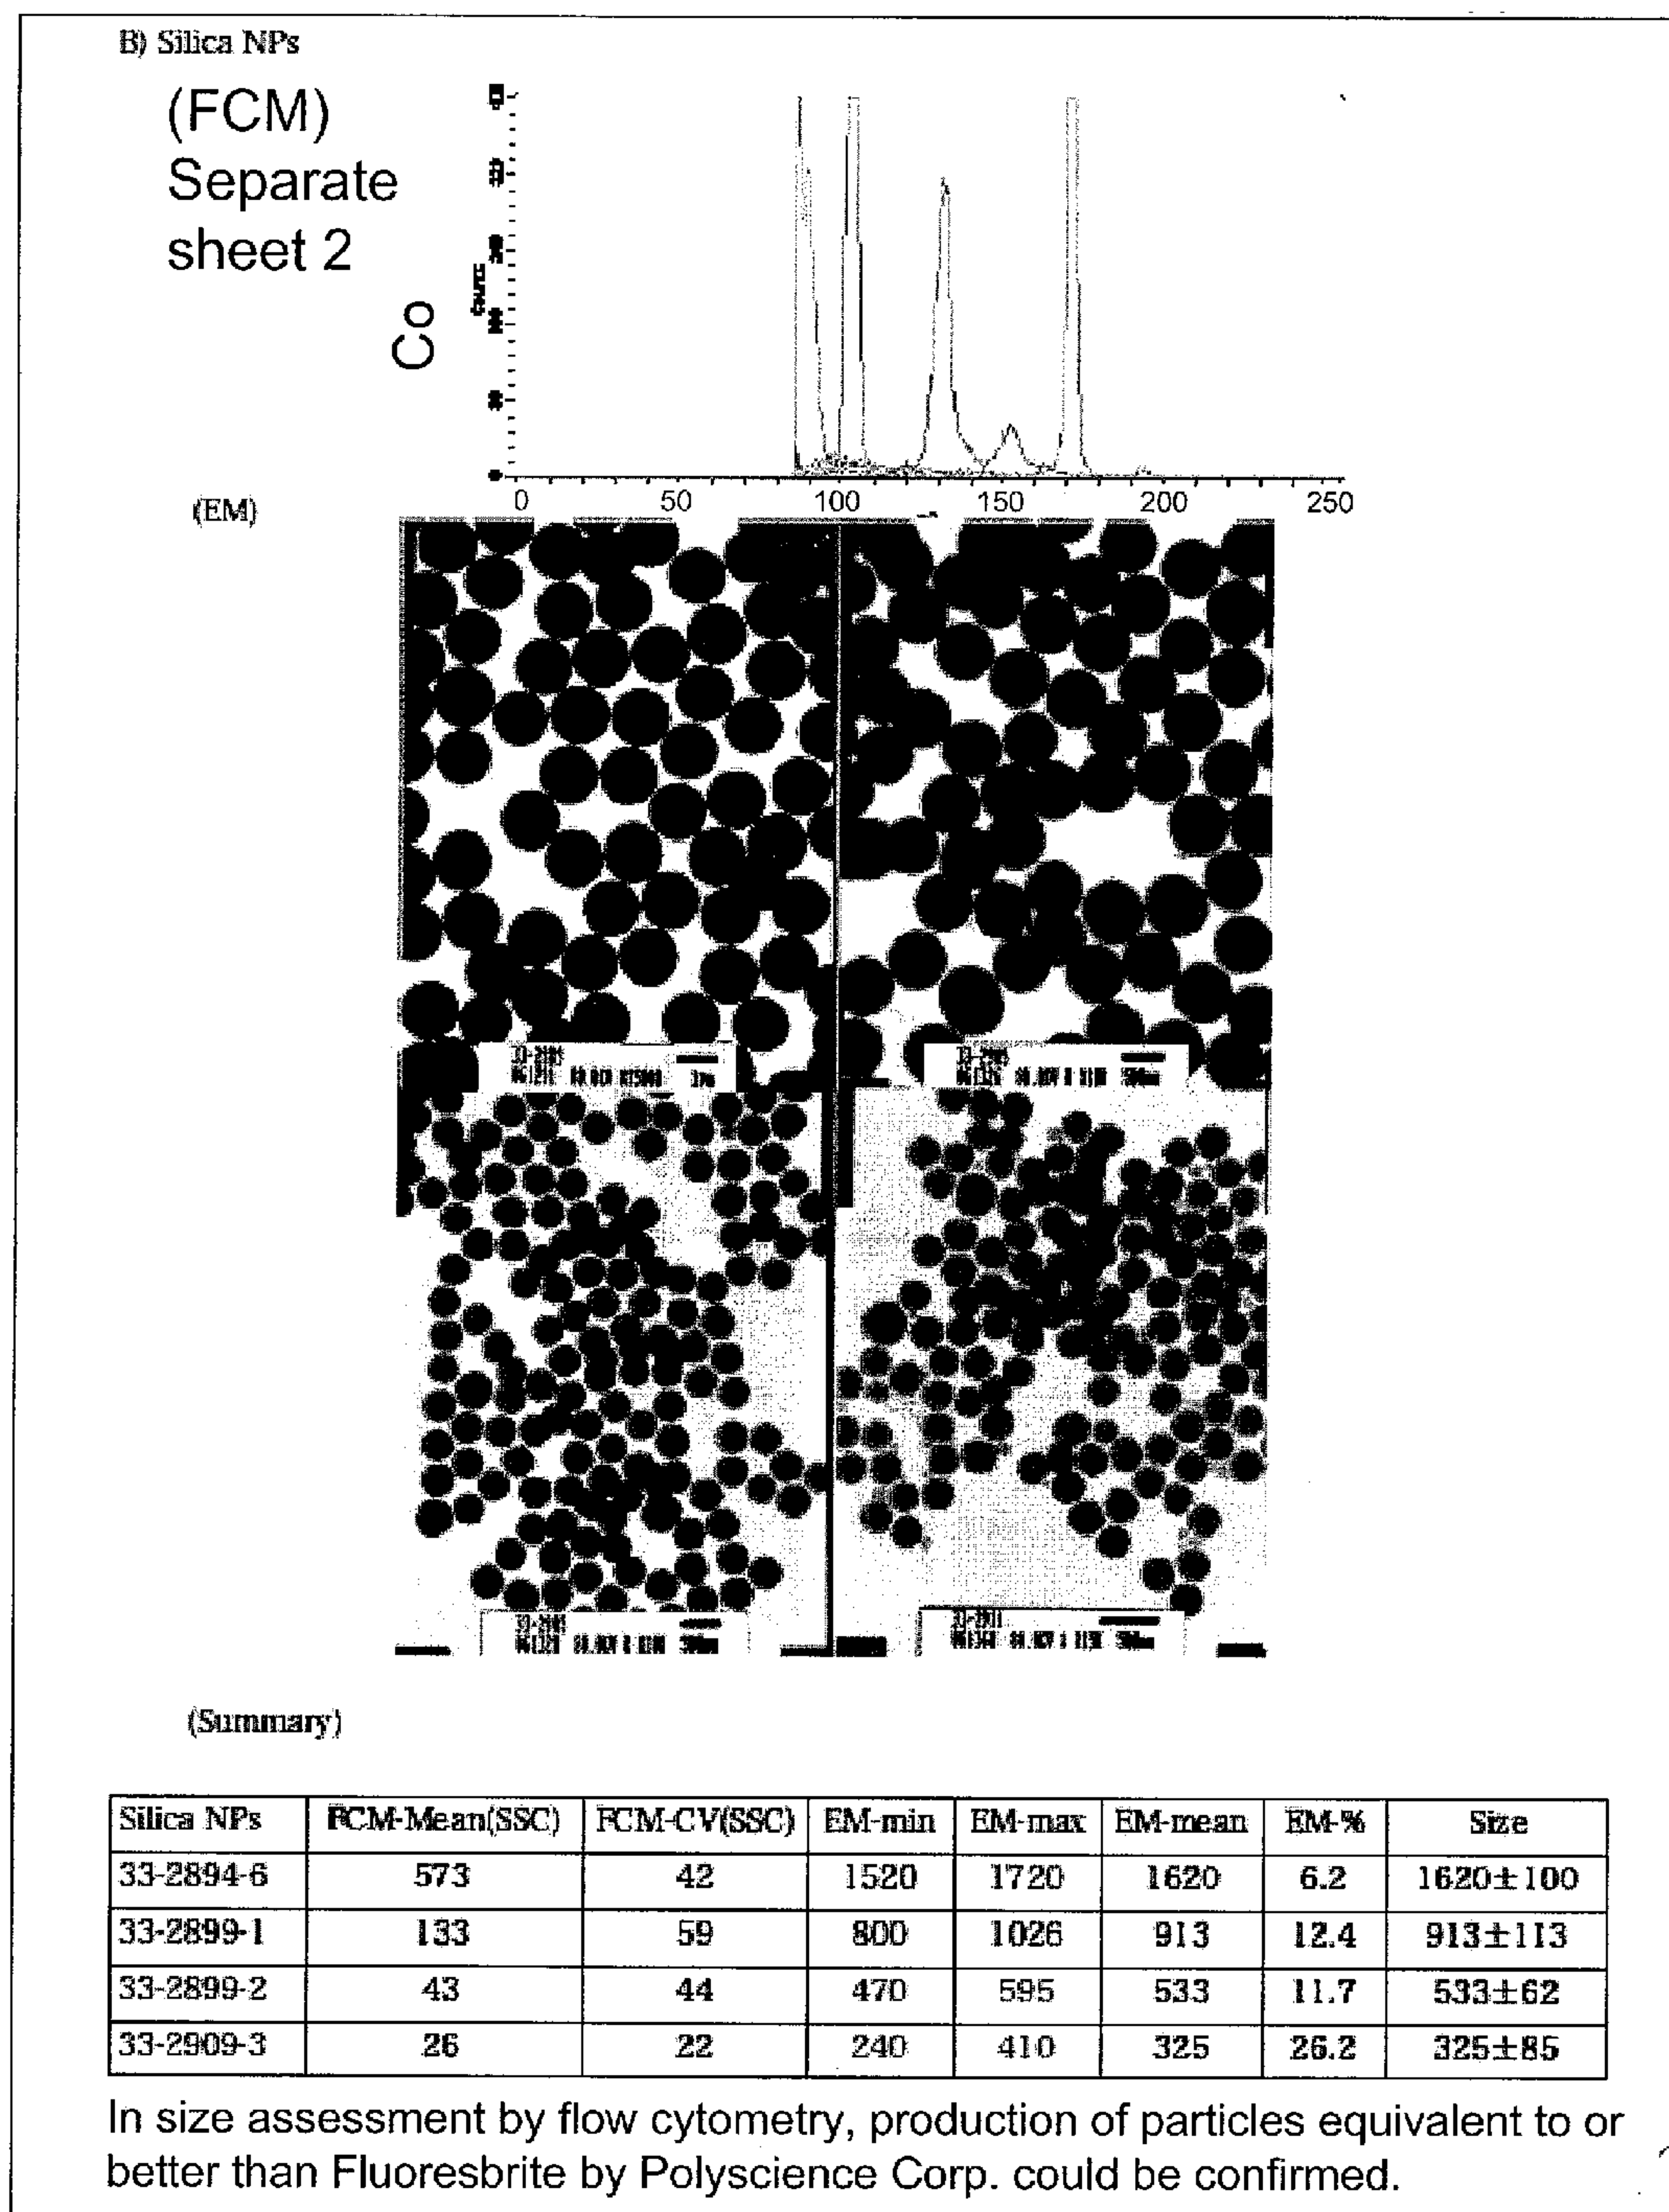 B) Silica NPs
(FCM)
Separate
sheet 2
Co
Counts
0 50 100 150 200 250
(EM)
(Summary)
Silica NPs FCM-Mean(SSC) FCM-CV(SSC) EM-min EM-max EM-mean EM-% Size
33-2894-6 573 42 1520 1720 1620 6.2 1620±100
33-2899-1 133 59 800 1026 913 12.4 913±113
33-2899-2 43 44 470 595 533 11.7 533±62
33-2909-3 26 22 240 410 325 26.2 325±85
In size assessment by flow cytometry, production of particles equivalent to or
better than Fluoresbrite by Polyscience Corp. could be confirmed.